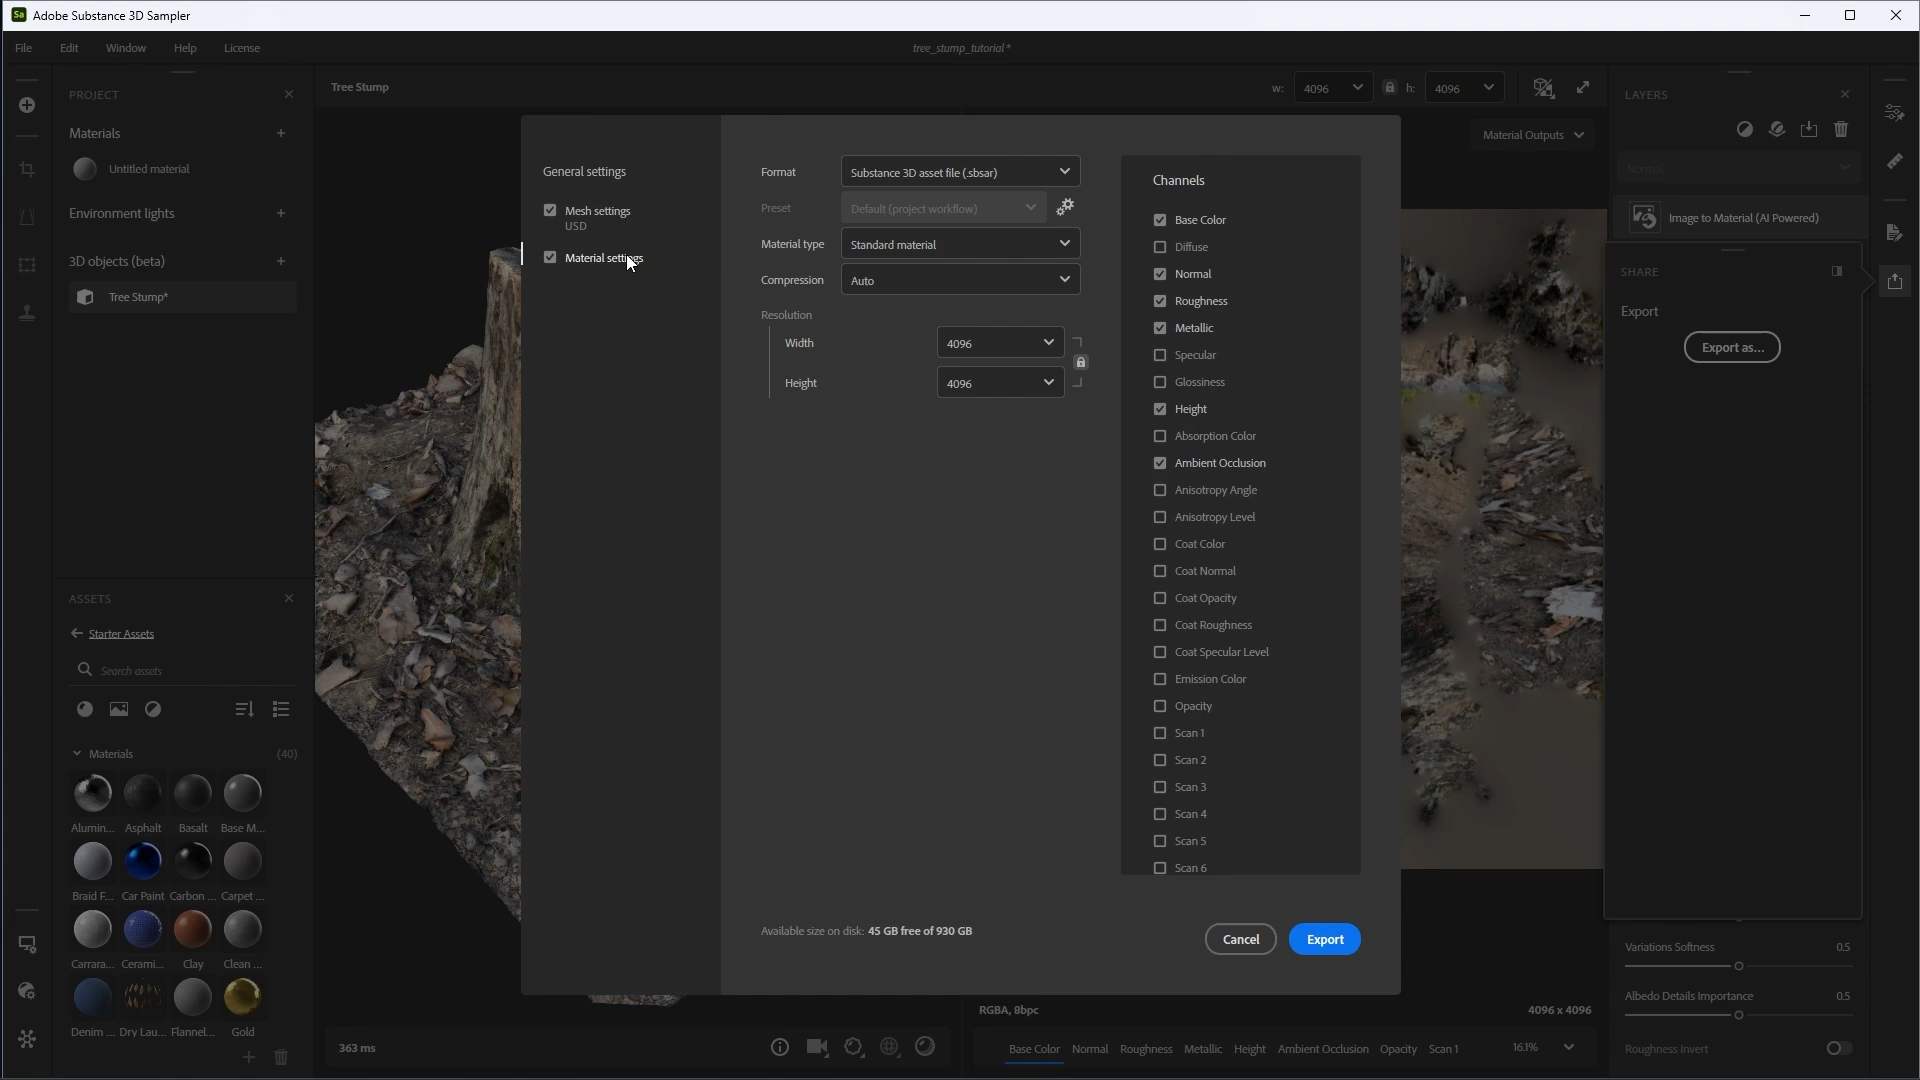 Sa Adobe Substance 3D Sampler
File Edit Window Help License
tree_stump_tutorial*
PROJECT
Materials
Untitled material
Environment lights
3D objects (beta)
Tree Stump*
ASSETS
Starter Assets
Search assets
Materials (40)
Alumin... Asphalt Basalt Base M...
Braid F... Car Paint Carbon ... Carpet ...
Carrara... Cerami... Clay Clean ...
Denim ... Dry Lau... Flannel... Gold
Tree Stump
w: 4096 h: 4096
Material Outputs
General settings
Mesh settings
USD
Material settings
Format Substance 3D asset file (.sbsar)
Preset Default (project workflow)
Material type Standard material
Compression Auto
Resolution
Width 4096
Height 4096
Channels
Base Color
Diffuse
Normal
Roughness
Metallic
Specular
Glossiness
Height
Absorption Color
Ambient Occlusion
Anisotropy Angle
Anisotropy Level
Coat Color
Coat Normal
Coat Opacity
Coat Roughness
Coat Specular Level
Emission Color
Opacity
Scan 1
Scan 2
Scan 3
Scan 4
Scan 5
Scan 6
Available size on disk: 45 GB free of 930 GB
Cancel Export
363 ms
RGBA, 8bpc 4096 x 4096
Base Color Normal Roughness Metallic Height Ambient Occlusion Opacity Scan 1 16.1%
LAYERS
Normal
Image to Material (AI Powered)
SHARE
Export
Export as...
Variations Softness 0.5
Albedo Details Importance 0.5
Roughness Invert